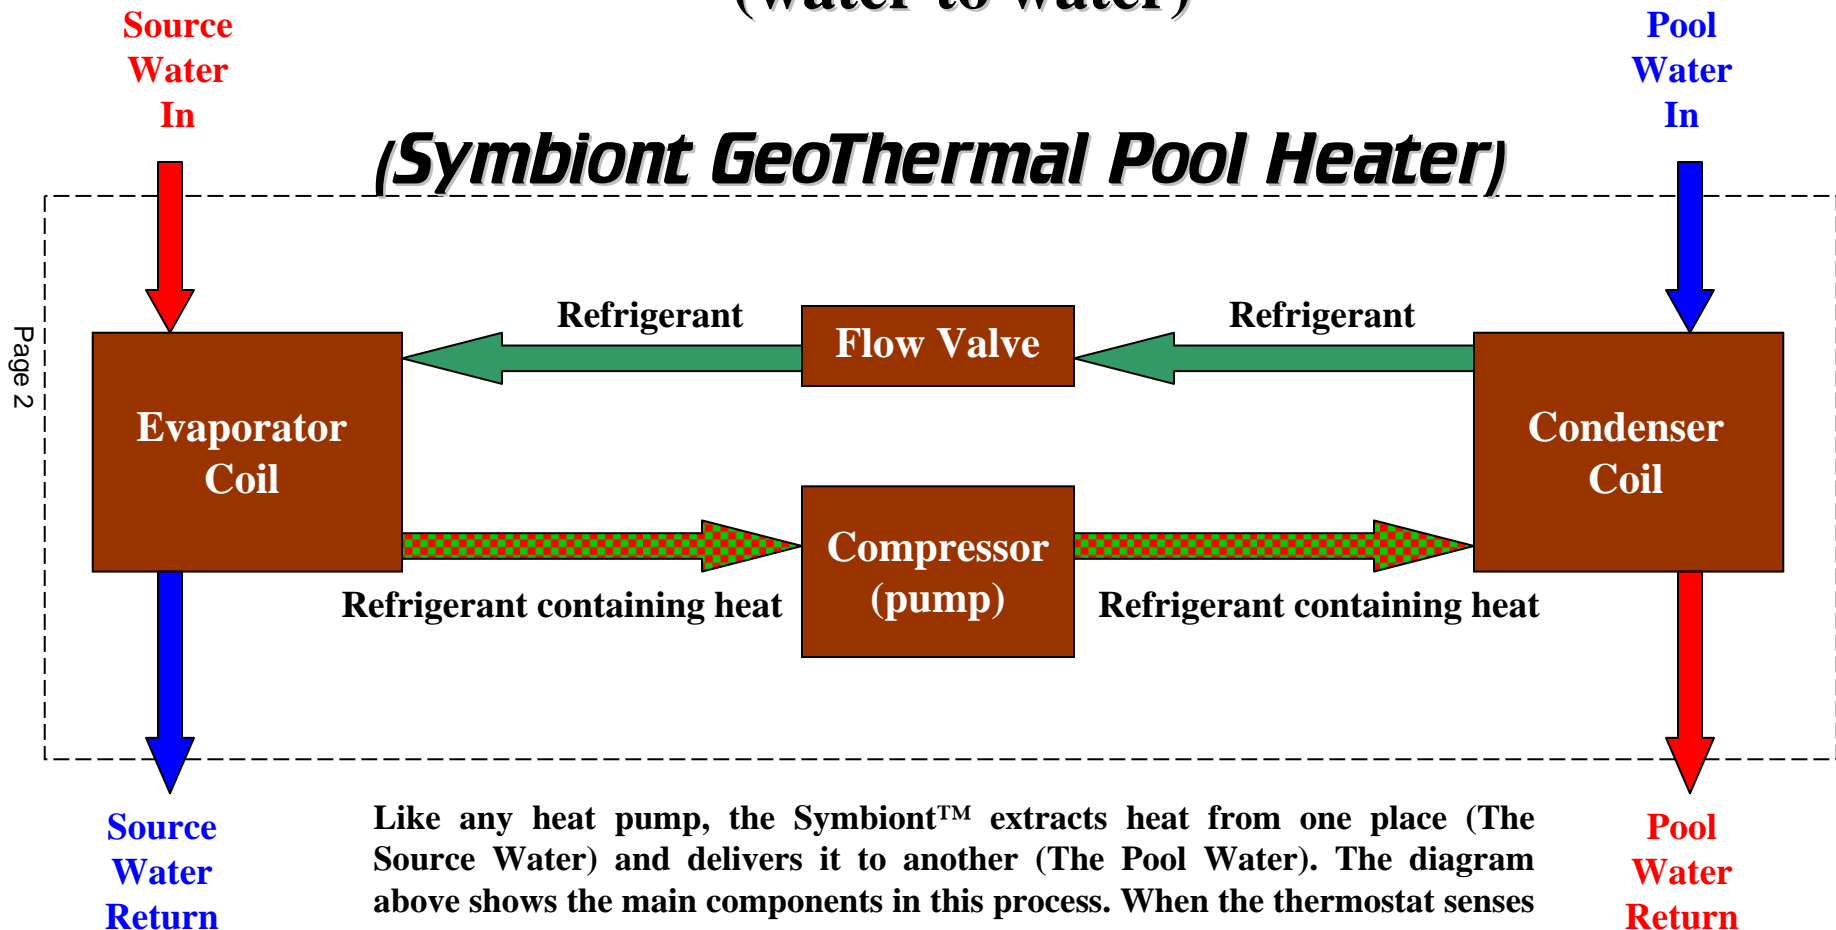 (water to water)
Source
Water
In
Pool
Water
In
(Symbiont GeoThermal Pool Heater)
Page 2
Refrigerant
Flow Valve
Refrigerant
Evaporator
Coil
Condenser
Coil
Compressor
(pump)
Refrigerant containing heat
Refrigerant containing heat
Source
Water
Return
Like any heat pump, the Symbiont™ extracts heat from one place (The
Source Water) and delivers it to another (The Pool Water). The diagram
above shows the main components in this process. When the thermostat senses
Pool
Water
Return